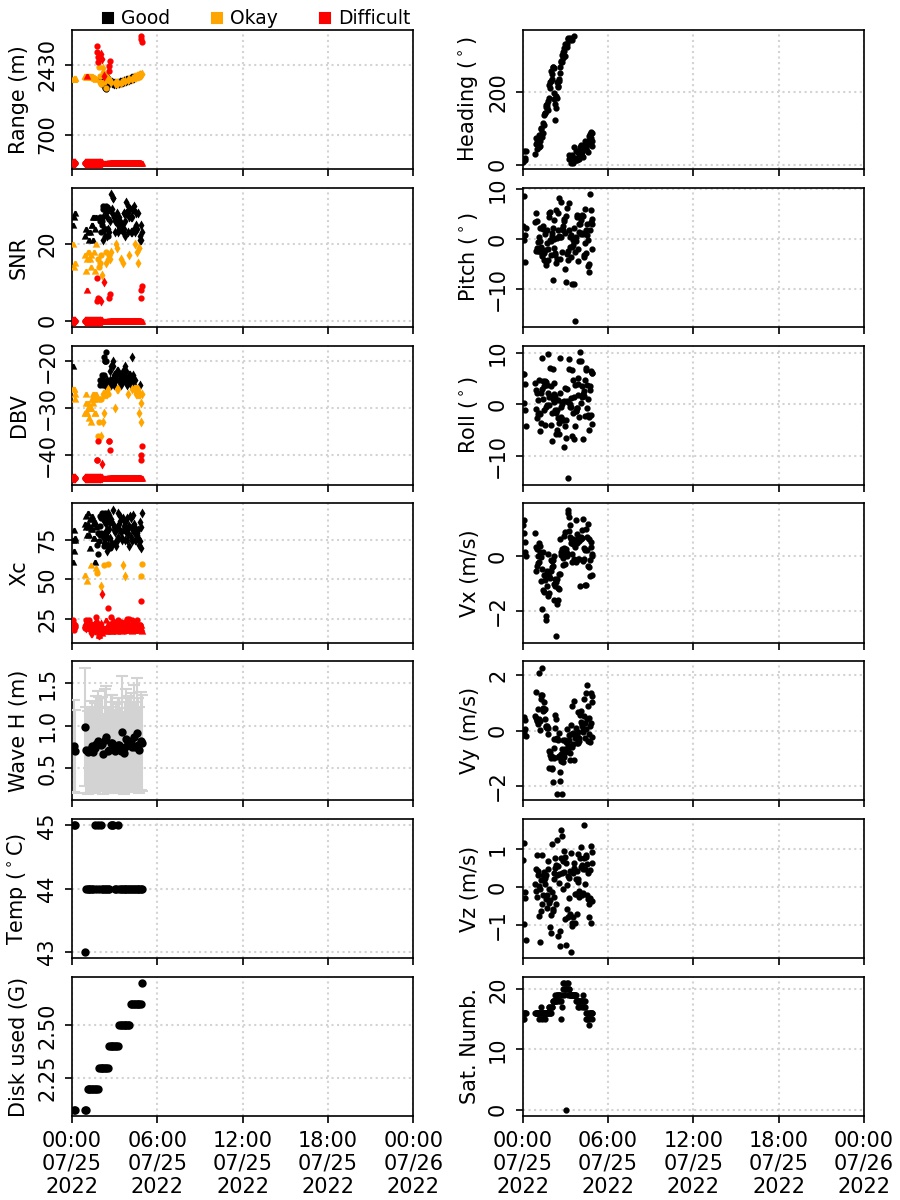 Good Okay Difficult
Range (m)
2430
700
Heading (°)
200
0
SNR
20
0
Pitch (°)
10
0
−10
DBV
−20
−30
−40
Roll (°)
10
0
−10
Xc
75
50
25
Vx (m/s)
0
−2
Wave H (m)
1.5
1.0
0.5
Vy (m/s)
2
0
−2
Temp (°C)
45
44
43
Vz (m/s)
1
0
−1
Disk used (G)
2.50
2.25
Sat. Numb.
20
10
0
00:00 06:00 12:00 18:00 00:00
07/25 07/25 07/25 07/25 07/26
2022 2022 2022 2022 2022
00:00 06:00 12:00 18:00 00:00
07/25 07/25 07/25 07/25 07/26
2022 2022 2022 2022 2022